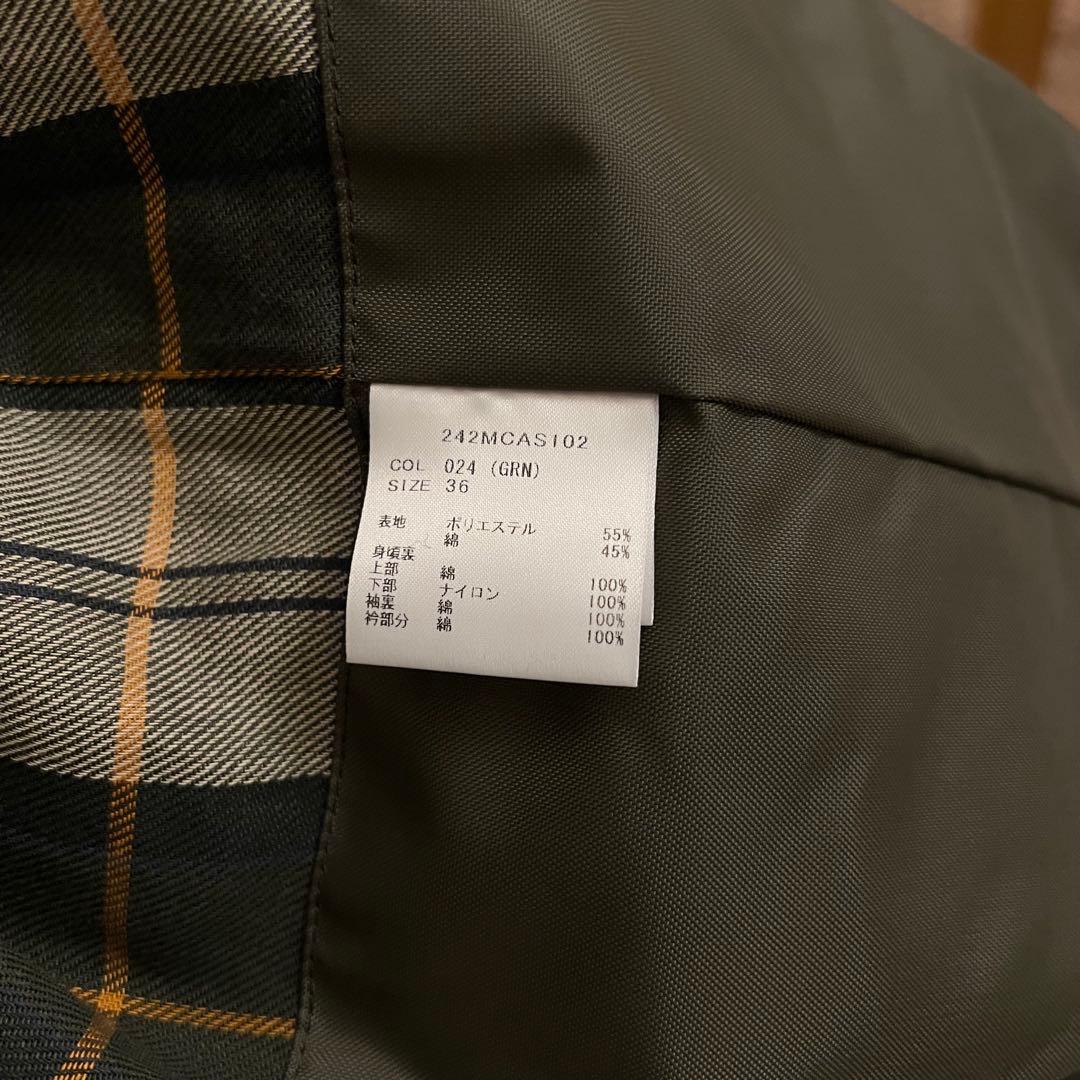 242MCAS102
COL 024 (GRN)
SIZE 36
表地 ポリエステル 55%
綿 45%
身頃裏
上部 綿 100%
下部 ナイロン 100%
袖裏 綿 100%
衿部分 綿 100%